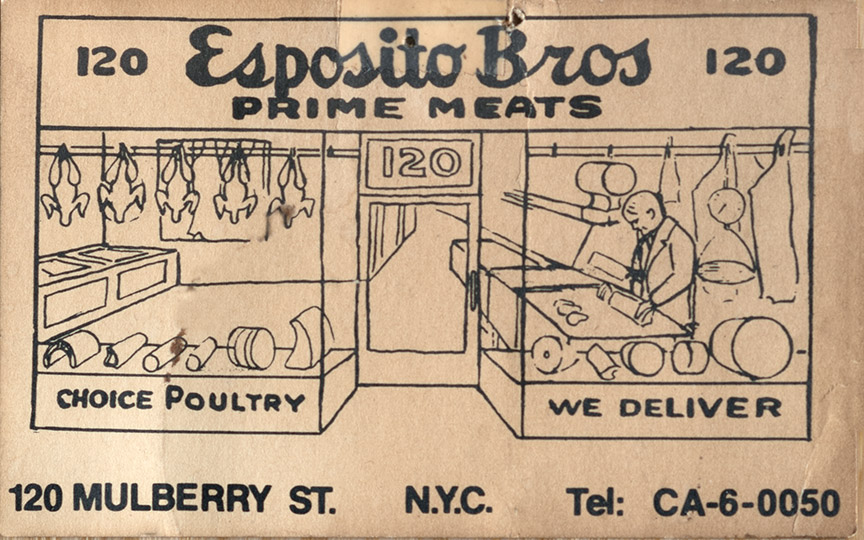 120 Esposito Bros 120
PRIME MEATS
120
CHOICE POULTRY
WE DELIVER
120 MULBERRY ST. N.Y.C. Tel: CA-6-0050